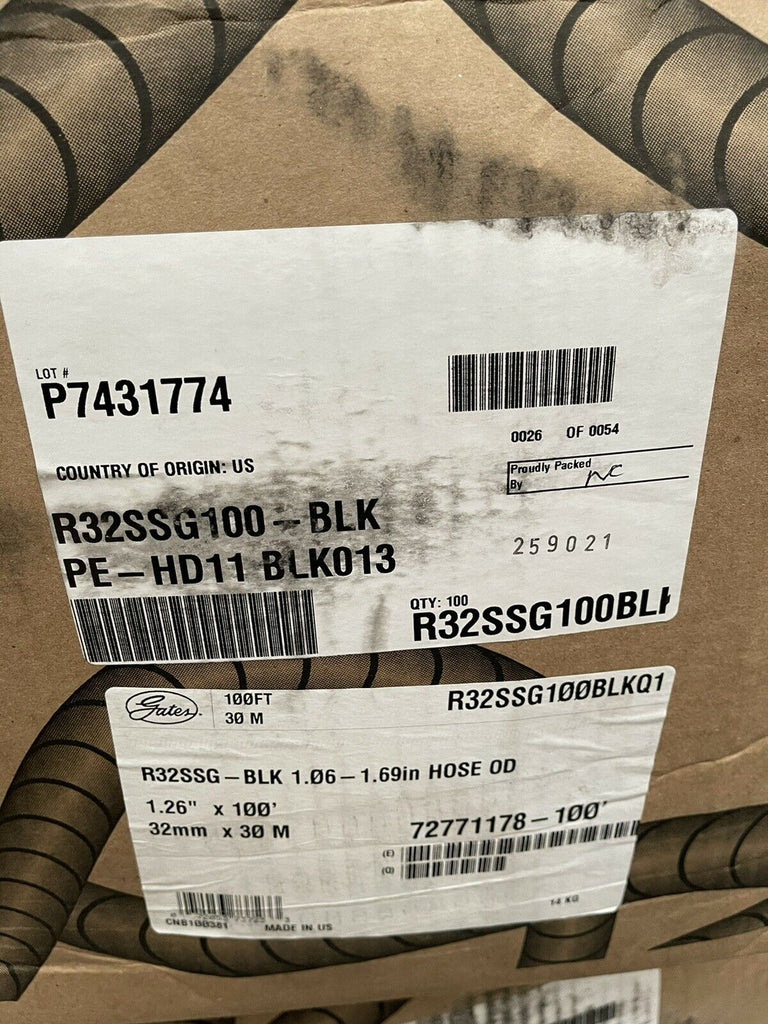 LOT #
P7431774
0026 OF 0054
COUNTRY OF ORIGIN: US
Proudly Packed
By NC
R32SSG100-BLK
PE-HD11 BLK013
259021
QTY: 100
R32SSG100BLK
Gates.
100FT
30 M
R32SSG100BLKQ1
R32SSG-BLK 1.06-1.69in HOSE OD
1.26" x 100'
32mm x 30 M
72771178-100'
(E)
(Q)
14 KG
CNB100381 MADE IN US